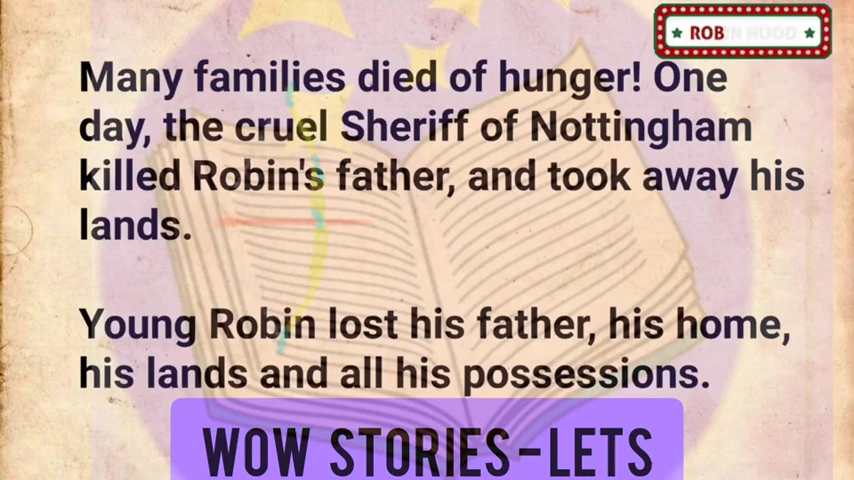 ROBIN HOOD
Many families died of hunger! One
day, the cruel Sheriff of Nottingham
killed Robin's father, and took away his
lands.
Young Robin lost his father, his home,
his lands and all his possessions.
WOW STORIES-LETS